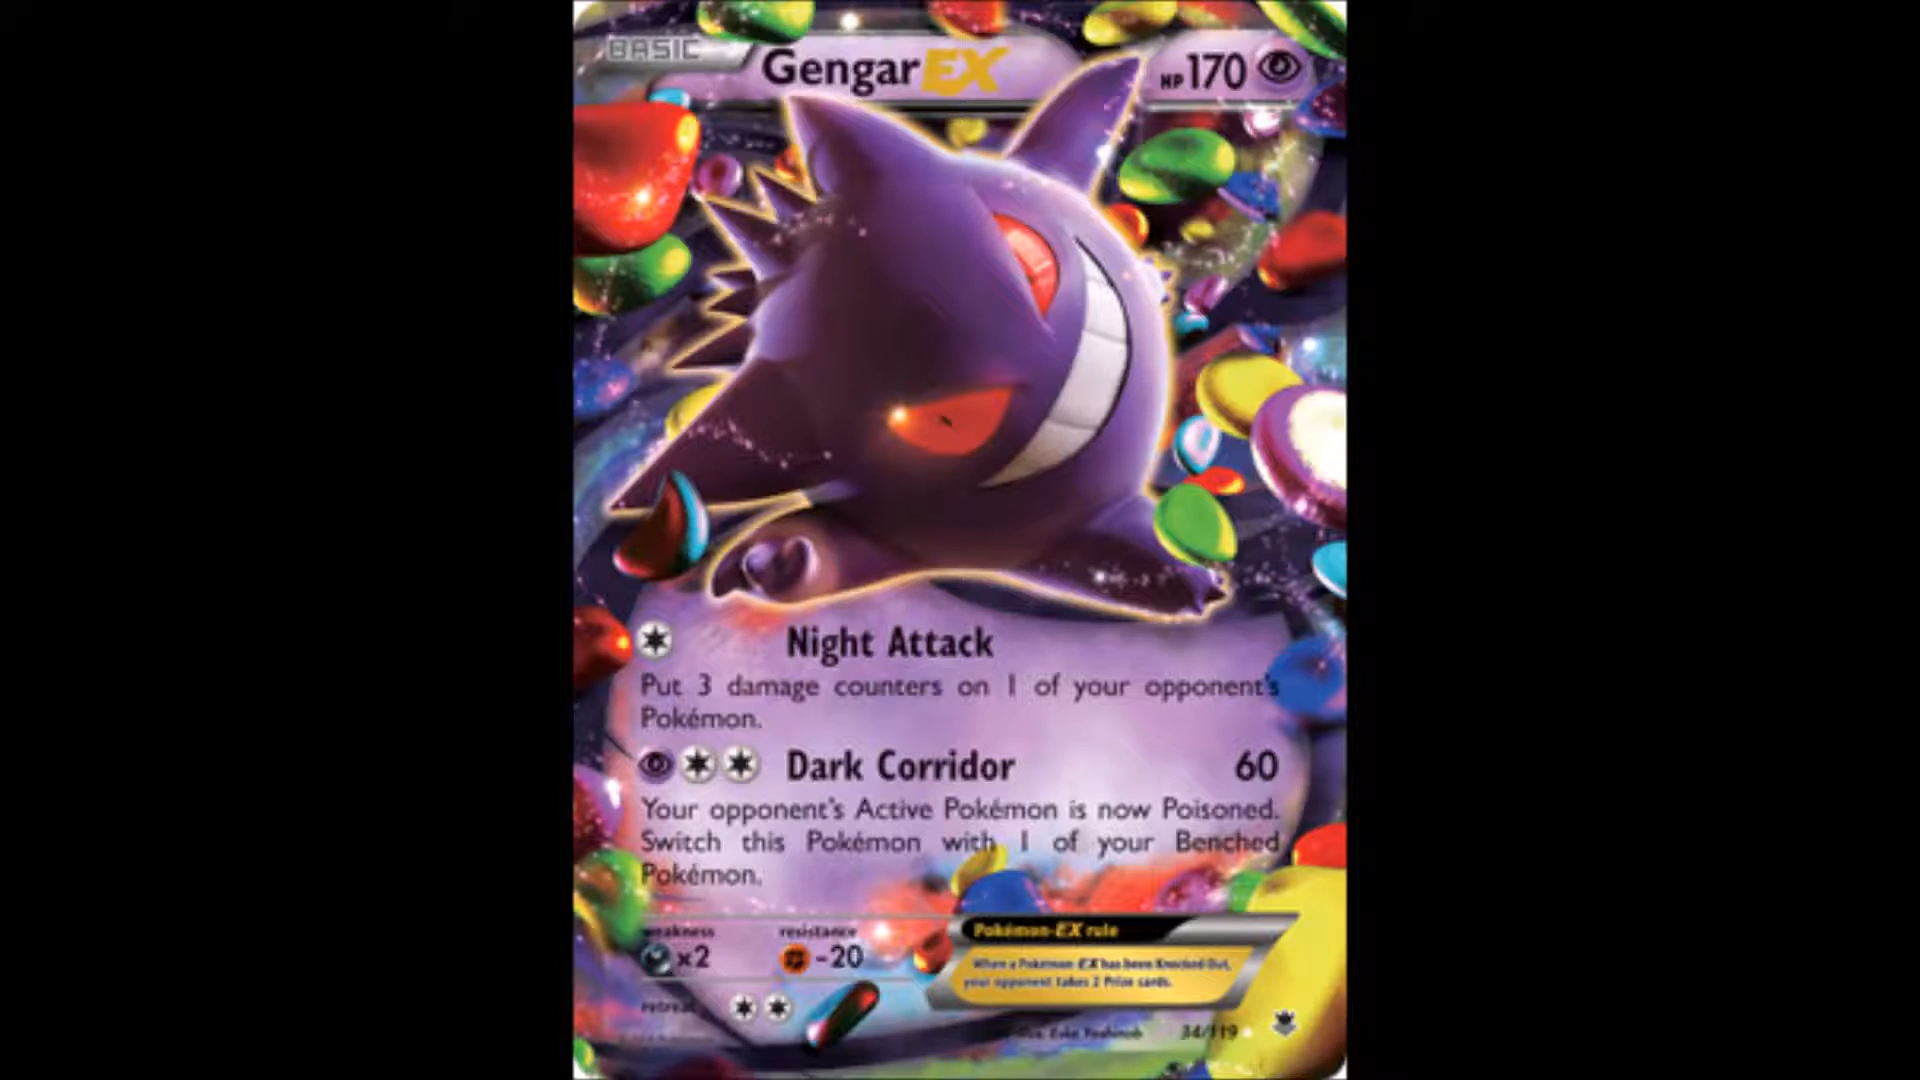 BASIC
Gengar EX
HP 170
Night Attack
Put 3 damage counters on 1 of your opponent's
Pokémon.
Dark Corridor 60
Your opponent's Active Pokémon is now Poisoned.
Switch this Pokémon with 1 of your Benched
Pokémon.
weakness resistance
×2 -20
Pokémon-EX rule
When a Pokémon-EX has been Knocked Out,
your opponent takes 2 Prize cards.
retreat
34/119